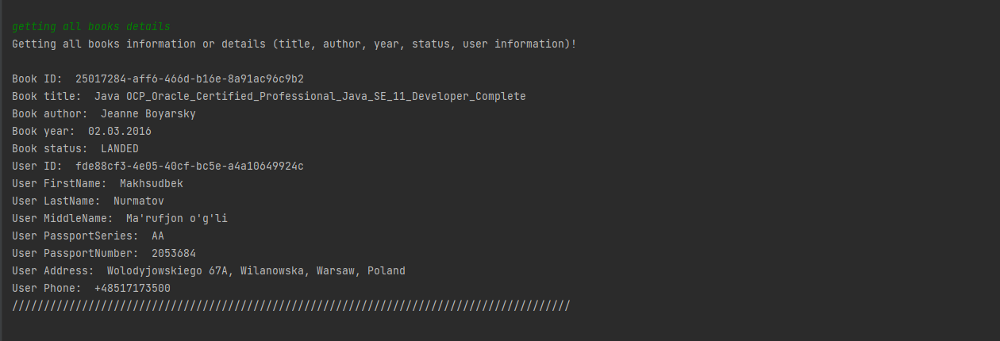 getting all books details
Getting all books information or details (title, author, year, status, user information)!
Book ID:  25017284-aff6-466d-b16e-8a91ac96c9b2
Book title:  Java OCP_Oracle_Certified_Professional_Java_SE_11_Developer_Complete
Book author:  Jeanne Boyarsky
Book year:  02.03.2016
Book status:  LANDED
User ID:  fde88cf3-4e05-40cf-bc5e-a4a10649924c
User FirstName:  Makhsudbek
User LastName:  Nurmatov
User MiddleName:  Ma'rufjon o'g'li
User PassportSeries:  AA
User PassportNumber:  2053684
User Address:  Wolodyjowskiego 67A, Wilanowska, Warsaw, Poland
User Phone:  +48517173500
////////////////////////////////////////////////////////////////////////////////////////